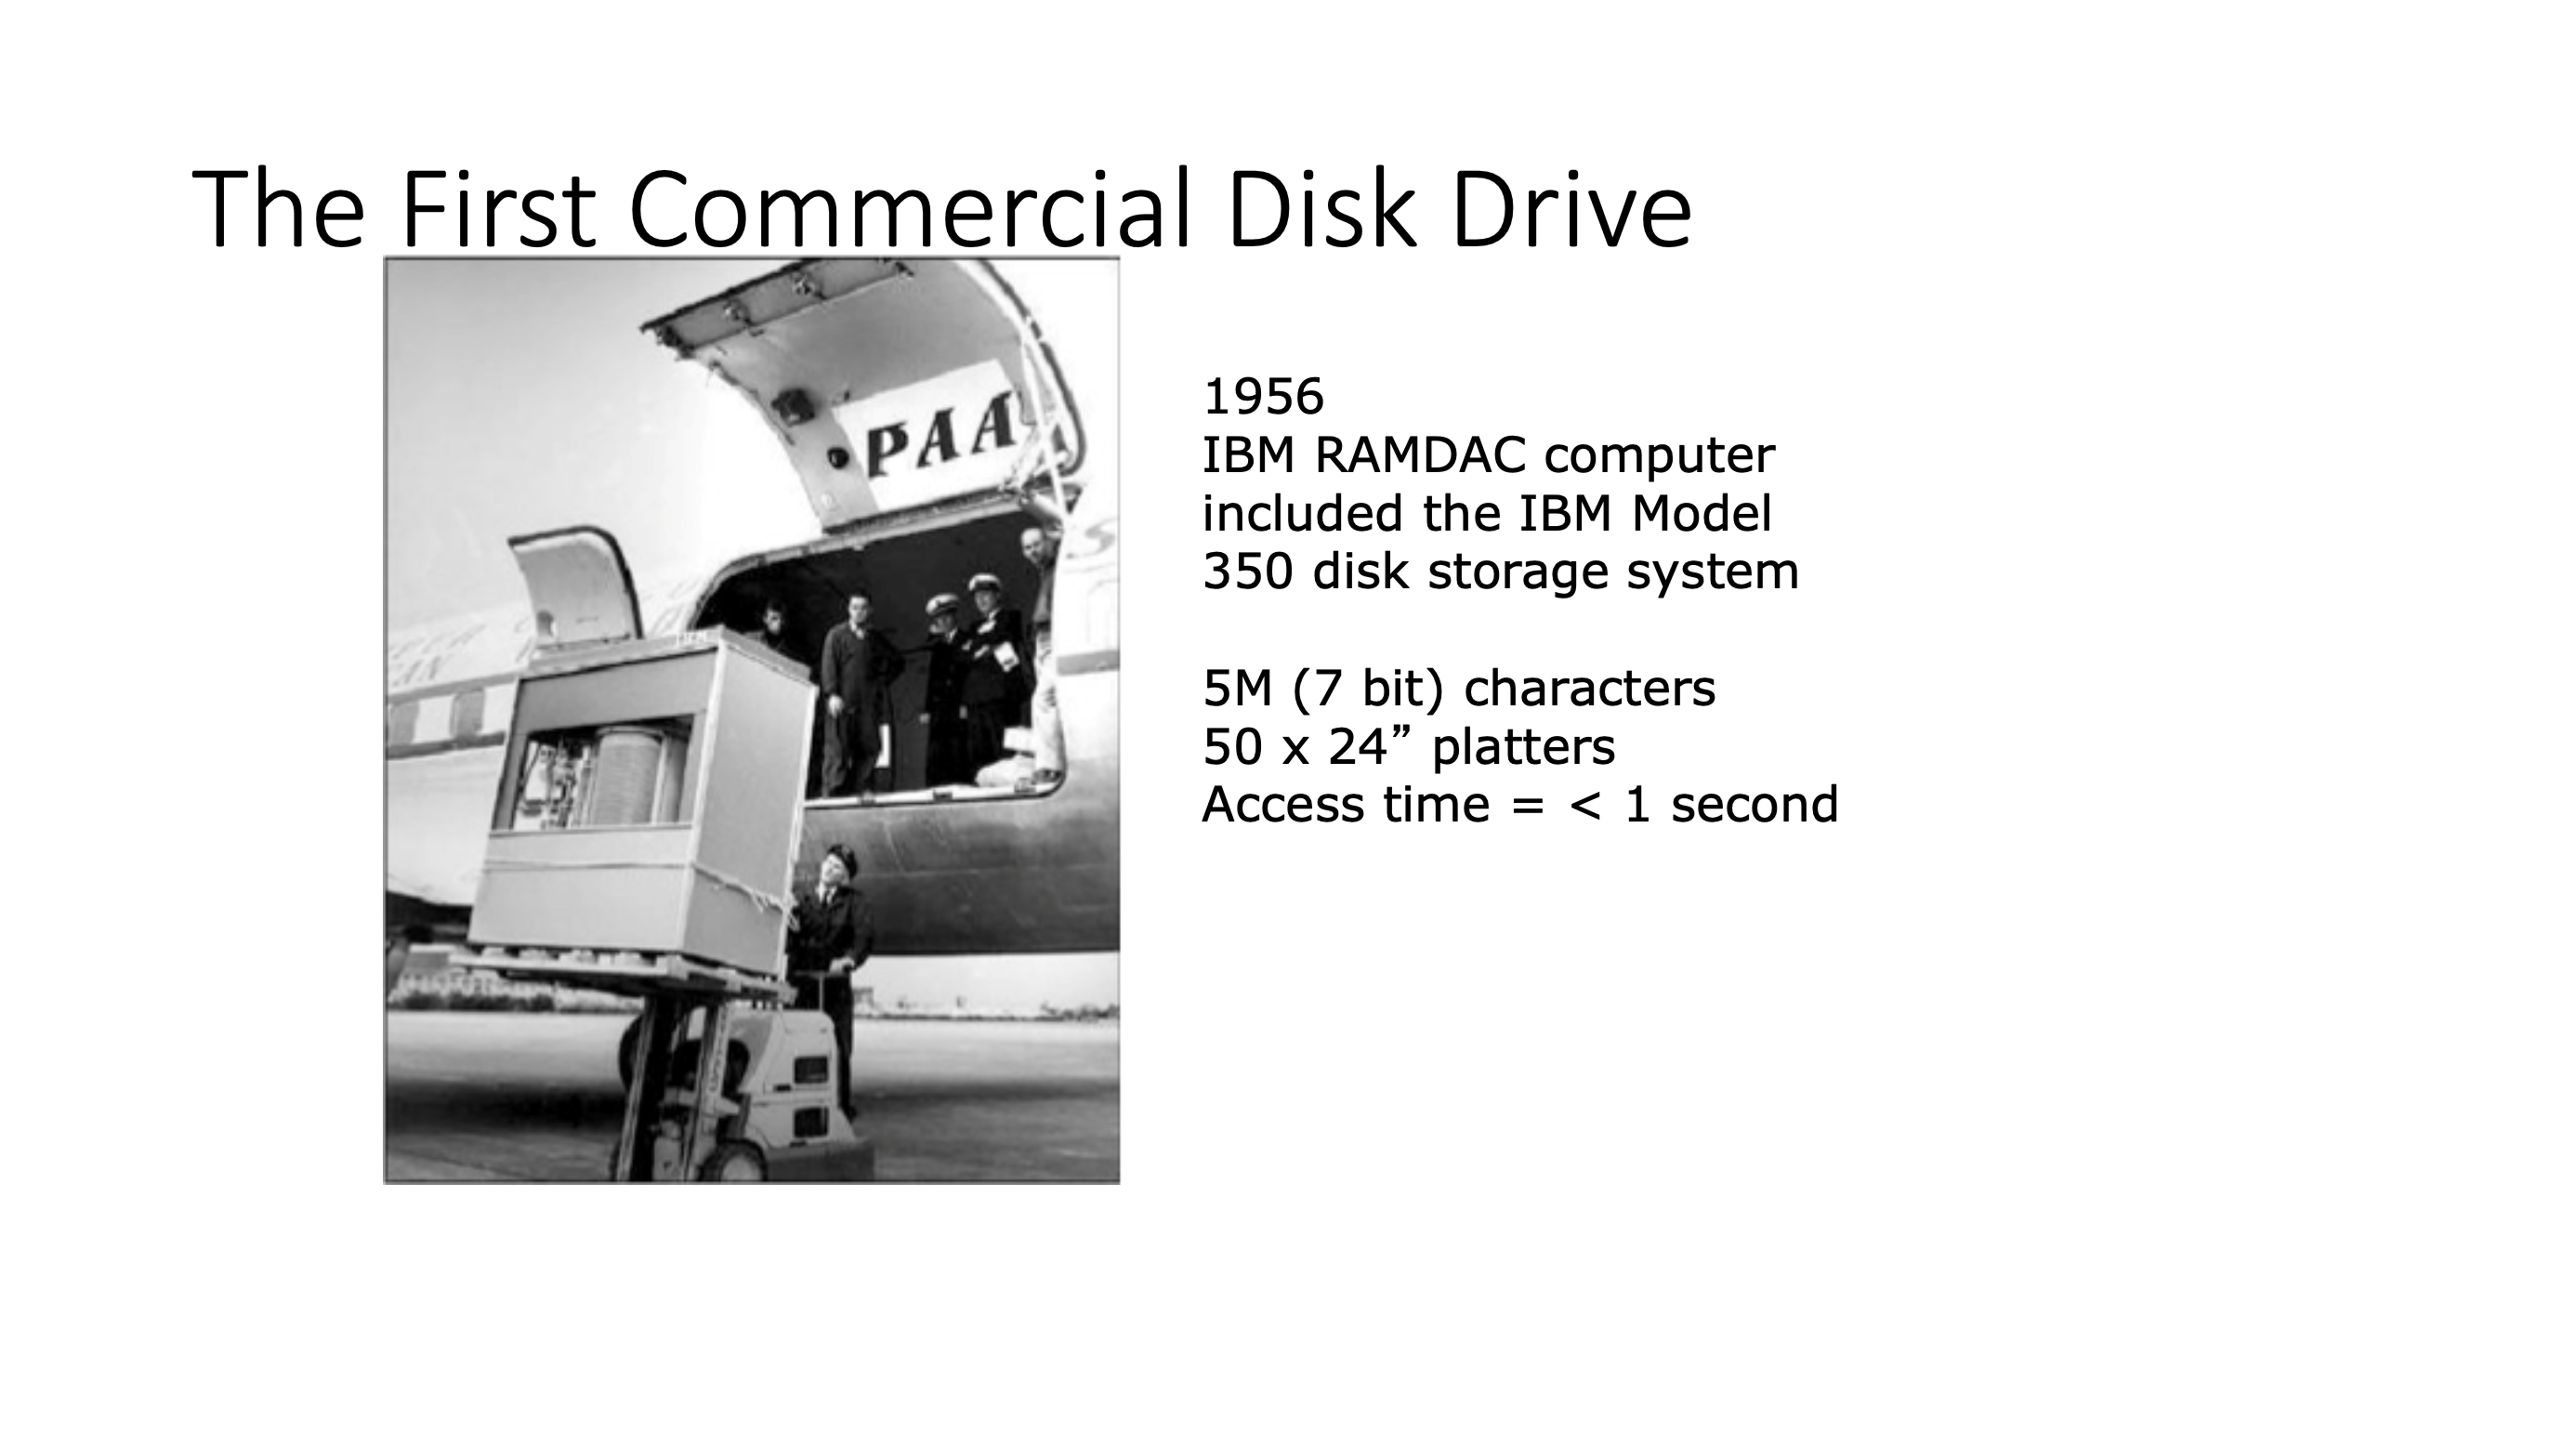 The First Commercial Disk Drive
PAA
1956
IBM RAMDAC computer
included the IBM Model
350 disk storage system
5M (7 bit) characters
50 x 24” platters
Access time = < 1 second